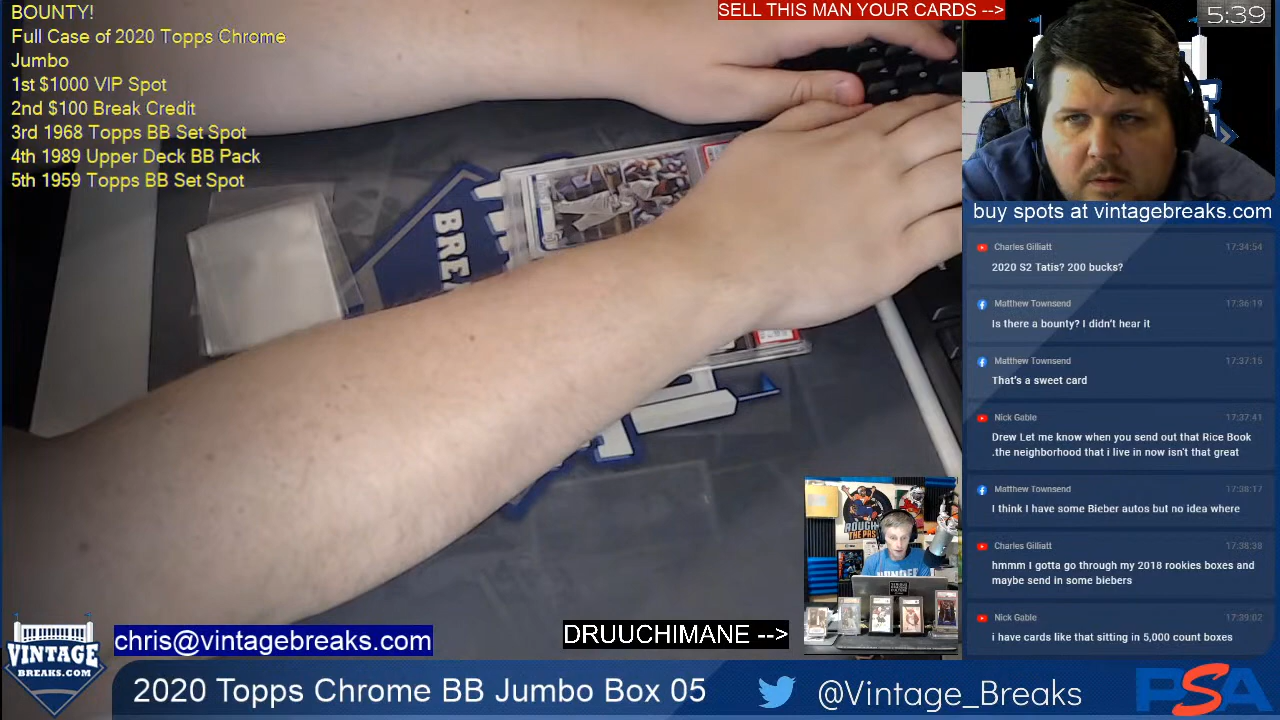 BOUNTY!
Full Case of 2020 Topps Chrome
Jumbo
1st $1000 VIP Spot
2nd $100 Break Credit
3rd 1968 Topps BB Set Spot
4th 1989 Upper Deck BB Pack
5th 1959 Topps BB Set Spot
SELL THIS MAN YOUR CARDS -->
5:39
buy spots at vintagebreaks.com
Charles Gilliatt 17:34:54
2020 S2 Tatis? 200 bucks?
Matthew Townsend 17:36:19
Is there a bounty? I didn't hear it
Matthew Townsend 17:37:15
That's a sweet card
Nick Gable 17:37:41
Drew Let me know when you send out that Rice Book
.the neighborhood that i live in now isn't that great
Matthew Townsend 17:38:17
I think I have some Bieber autos but no idea where
Charles Gilliatt 17:38:38
hmmm I gotta go through my 2018 rookies boxes and
maybe send in some biebers
Nick Gable 17:39:02
i have cards like that sitting in 5,000 count boxes
BREA
ROUGH
DRUUCHIMANE -->
chris@vintagebreaks.com
VINTAGE
BREAKS.COM
2020 Topps Chrome BB Jumbo Box 05
@Vintage_Breaks
PSA